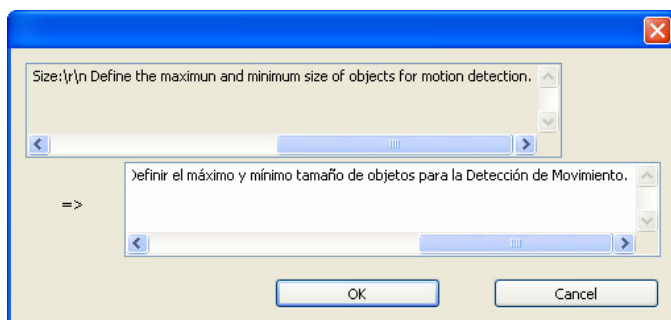 Size:\r\n Define the maximun and minimum size of objects for motion detection.
el máximo y mínimo tamaño de objetos para la Detección de Movimiento.
=>
OK
Cancel